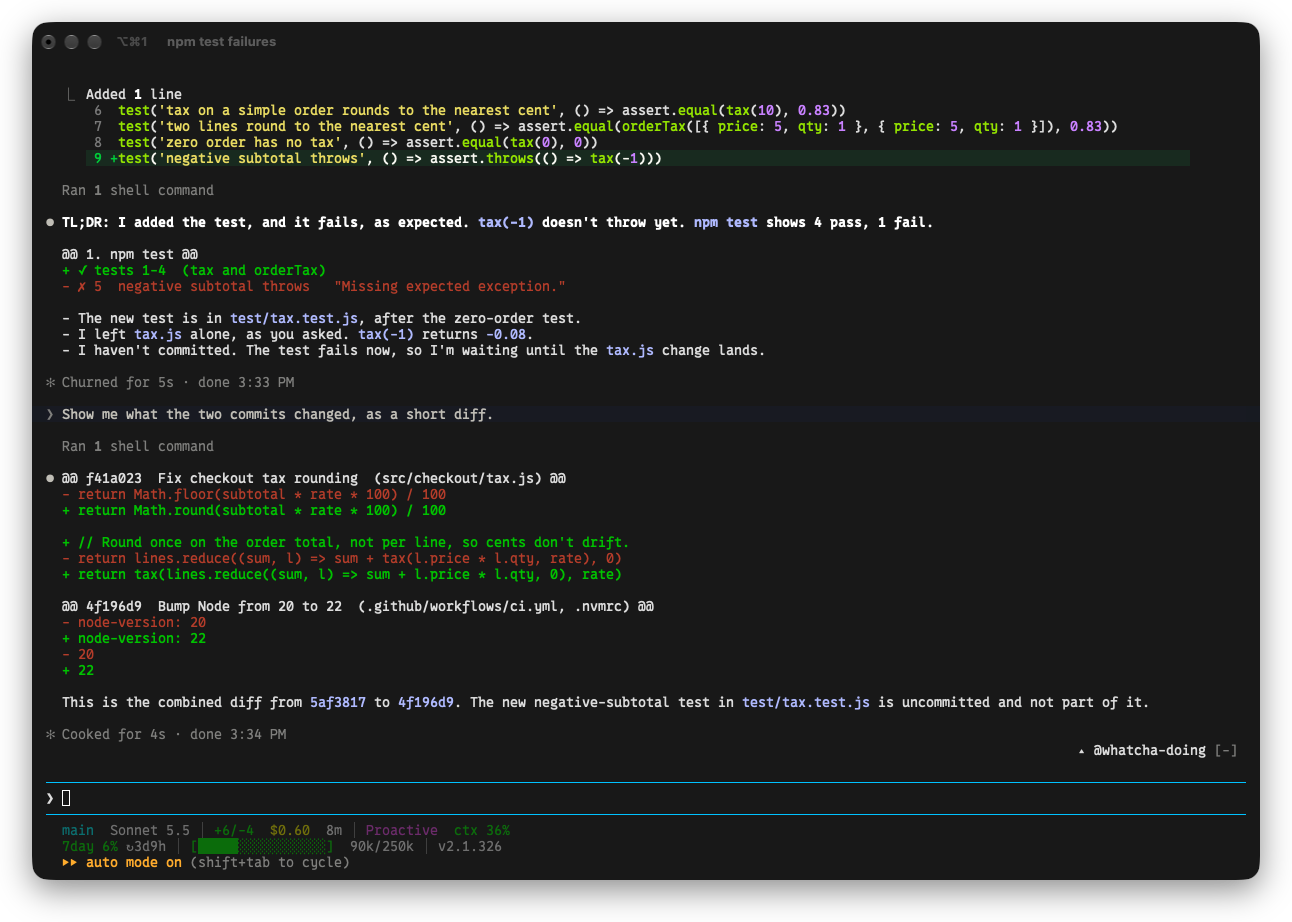 ⌥⌘1 npm test failures
Added 1 line
6 test('tax on a simple order rounds to the nearest cent', () => assert.equal(tax(10), 0.83))
7 test('two lines round to the nearest cent', () => assert.equal(orderTax([{ price: 5, qty: 1 }, { price: 5, qty: 1 }]), 0.83))
8 test('zero order has no tax', () => assert.equal(tax(0), 0))
9 +test('negative subtotal throws', () => assert.throws(() => tax(-1)))
Ran 1 shell command
● TL;DR: I added the test, and it fails, as expected. tax(-1) doesn't throw yet. npm test shows 4 pass, 1 fail.
@@ 1. npm test @@
+ ✓ tests 1-4 (tax and orderTax)
- ✗ 5 negative subtotal throws "Missing expected exception."
- The new test is in test/tax.test.js, after the zero-order test.
- I left tax.js alone, as you asked. tax(-1) returns -0.08.
- I haven't committed. The test fails now, so I'm waiting until the tax.js change lands.
✻ Churned for 5s · done 3:33 PM
❯ Show me what the two commits changed, as a short diff.
Ran 1 shell command
● @@ f41a023 Fix checkout tax rounding (src/checkout/tax.js) @@
- return Math.floor(subtotal * rate * 100) / 100
+ return Math.round(subtotal * rate * 100) / 100
+ // Round once on the order total, not per line, so cents don't drift.
- return lines.reduce((sum, l) => sum + tax(l.price * l.qty, rate), 0)
+ return tax(lines.reduce((sum, l) => sum + l.price * l.qty, 0), rate)
@@ 4f196d9 Bump Node from 20 to 22 (.github/workflows/ci.yml, .nvmrc) @@
- node-version: 20
+ node-version: 22
- 20
+ 22
This is the combined diff from 5af3817 to 4f196d9. The new negative-subtotal test in test/tax.test.js is uncommitted and not part of it.
✻ Cooked for 4s · done 3:34 PM
▴ @whatcha-doing [-]
❯
main Sonnet 5.5 │ +6/-4 $0.60 8m │ Proactive ctx 36%
7day 6% ↻3d9h │ [ ] 90k/250k │ v2.1.326
▸▸ auto mode on (shift+tab to cycle)